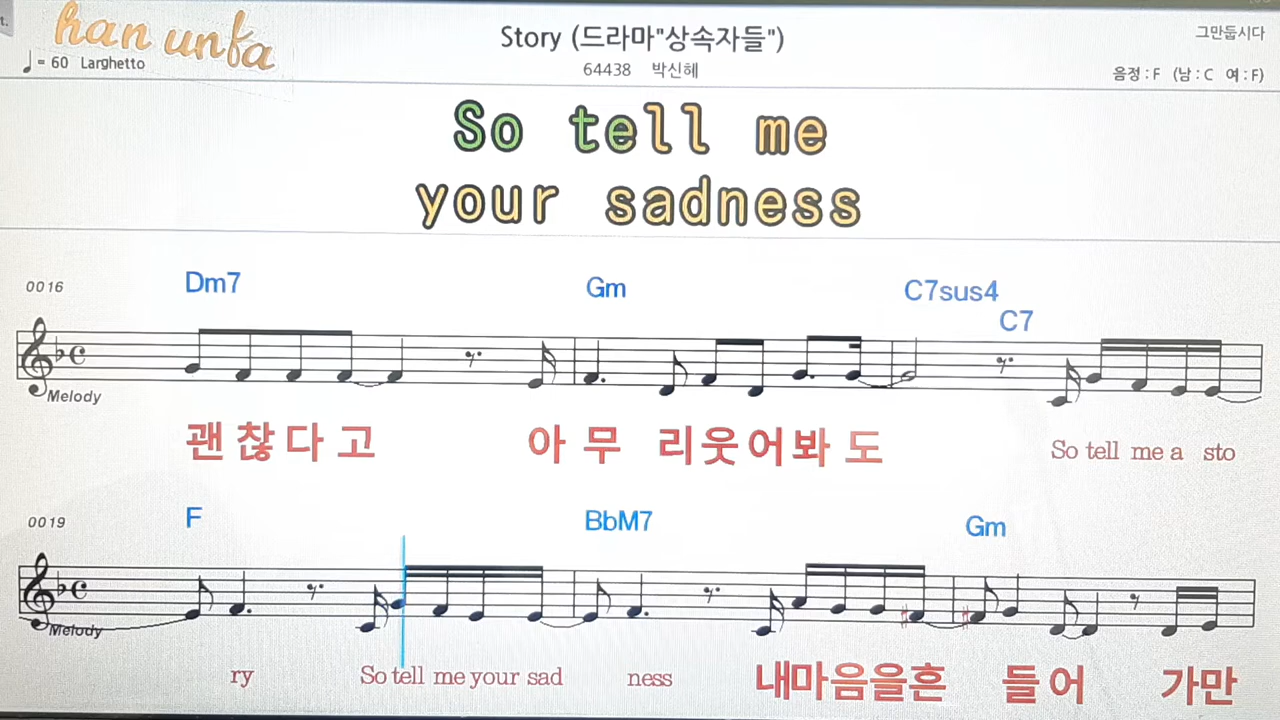 han unfa
Story (드라마"상속자들")
그만둡시다
♩= 60 Larghetto
64438 박신혜
음정 : F (남 : C 여 : F)
So tell me
your sadness
0016 Dm7 Gm C7sus4
C7
Melody
괜찮다고 아무 리웃어봐도 So tell me a sto
0019 F BbM7 Gm
Melody
ry So tell me your sad ness 내마음을흔 들어 가만